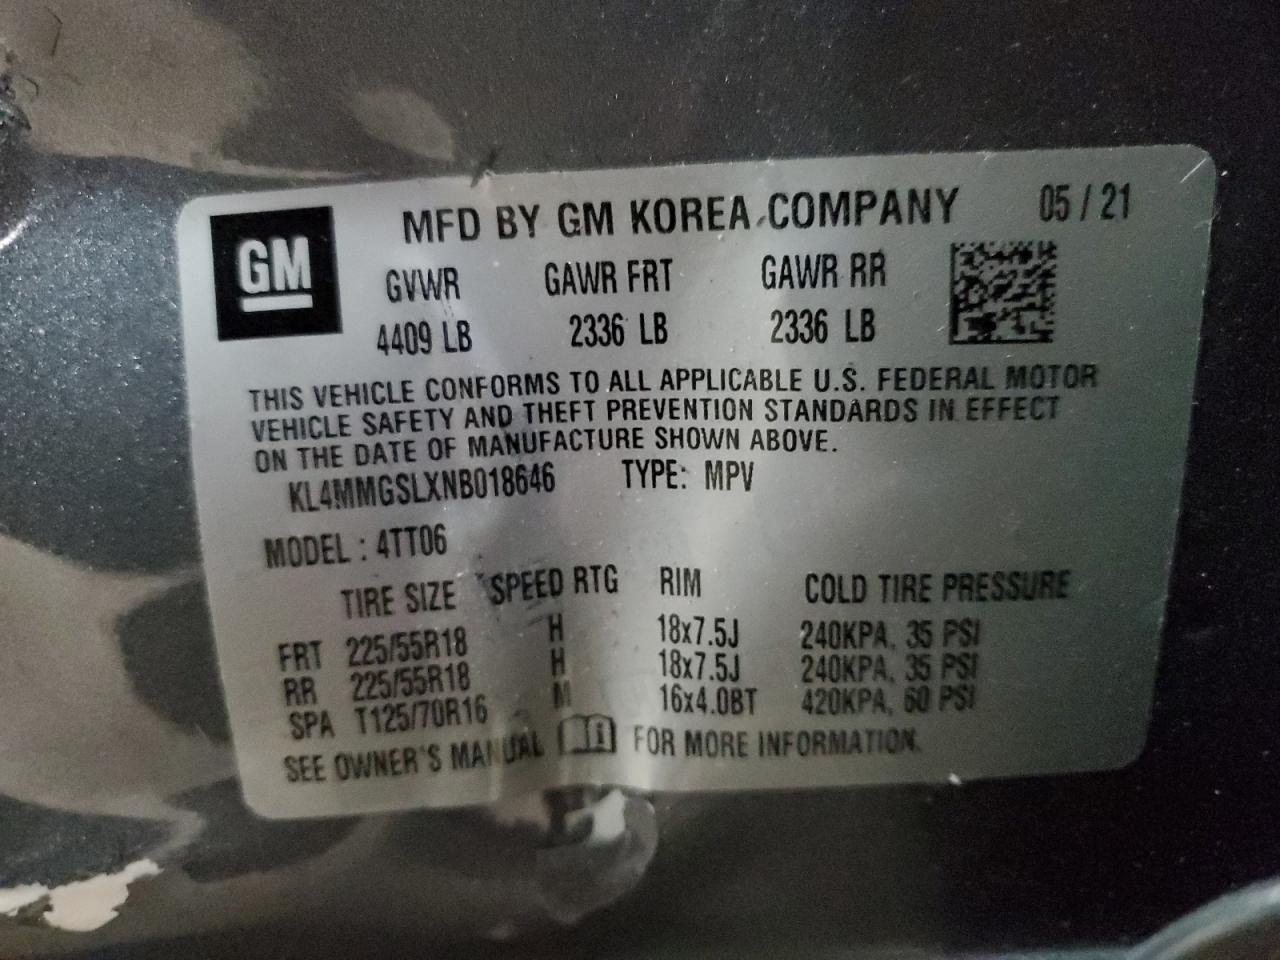 GM
MFD BY GM KOREA COMPANY 05 / 21
GVWR GAWR FRT GAWR RR
4409 LB 2336 LB 2336 LB
THIS VEHICLE CONFORMS TO ALL APPLICABLE U.S. FEDERAL MOTOR
VEHICLE SAFETY AND THEFT PREVENTION STANDARDS IN EFFECT
ON THE DATE OF MANUFACTURE SHOWN ABOVE.
KL4MMGSLXNB018646 TYPE: MPV
MODEL : 4TT06
TIRE SIZE SPEED RTG RIM COLD TIRE PRESSURE
FRT 225/55R18 H 18x7.5J 240KPA, 35 PSI
RR 225/55R18 H 18x7.5J 240KPA, 35 PSI
SPA T125/70R16 M 16x4.0BT 420KPA, 60 PSI
SEE OWNER'S MANUAL FOR MORE INFORMATION.